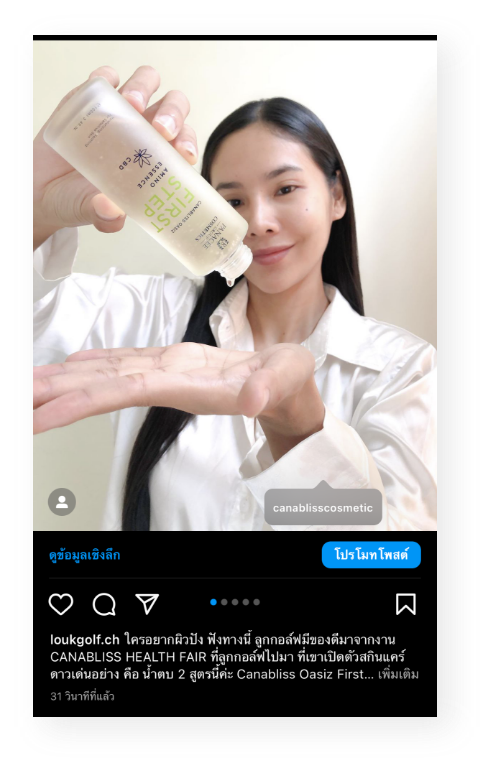 CBD
AMINO
ESSENCE
FIRST
STEP
CANABLISS OASIZ
COSMETICS
canablisscosmetic
ดูข้อมูลเชิงลึก
โปรโมทโพสต์
loukgolf.ch ใครอยากผิวปัง ฟังทางนี้ ลูกกอล์ฟมีของดีมาจากงาน
CANABLISS HEALTH FAIR ที่ลูกกอล์ฟไปมา ที่เขาเปิดตัวสกินแคร์
ดาวเด่นอย่าง คือ น้ำตบ 2 สูตรนี้ค่ะ Canabliss Oasiz First... เพิ่มเติม
31 วินาทีที่แล้ว